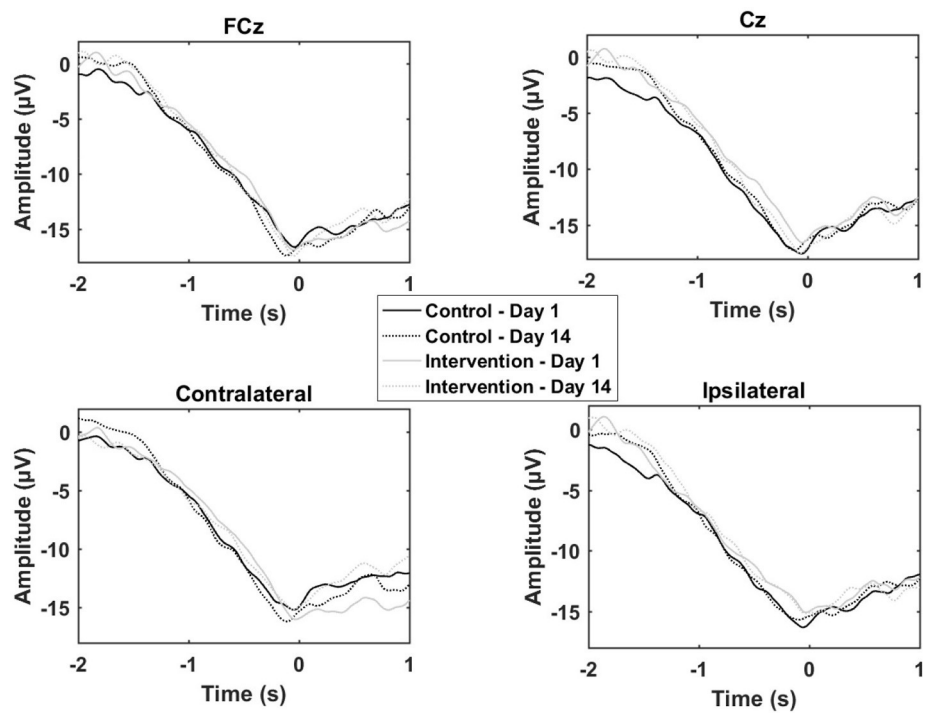 FCz
0
-5
-10
-15
Amplitude (µV)
-2
-1
0
1
Time (s)
Cz
0
-5
-10
-15
Amplitude (µV)
-2
-1
0
1
Time (s)
Control - Day 1
Control - Day 14
Intervention - Day 1
Intervention - Day 14
Contralateral
0
-5
-10
-15
Amplitude (µV)
-2
-1
0
1
Time (s)
Ipsilateral
0
-5
-10
-15
Amplitude (µV)
-2
-1
0
1
Time (s)